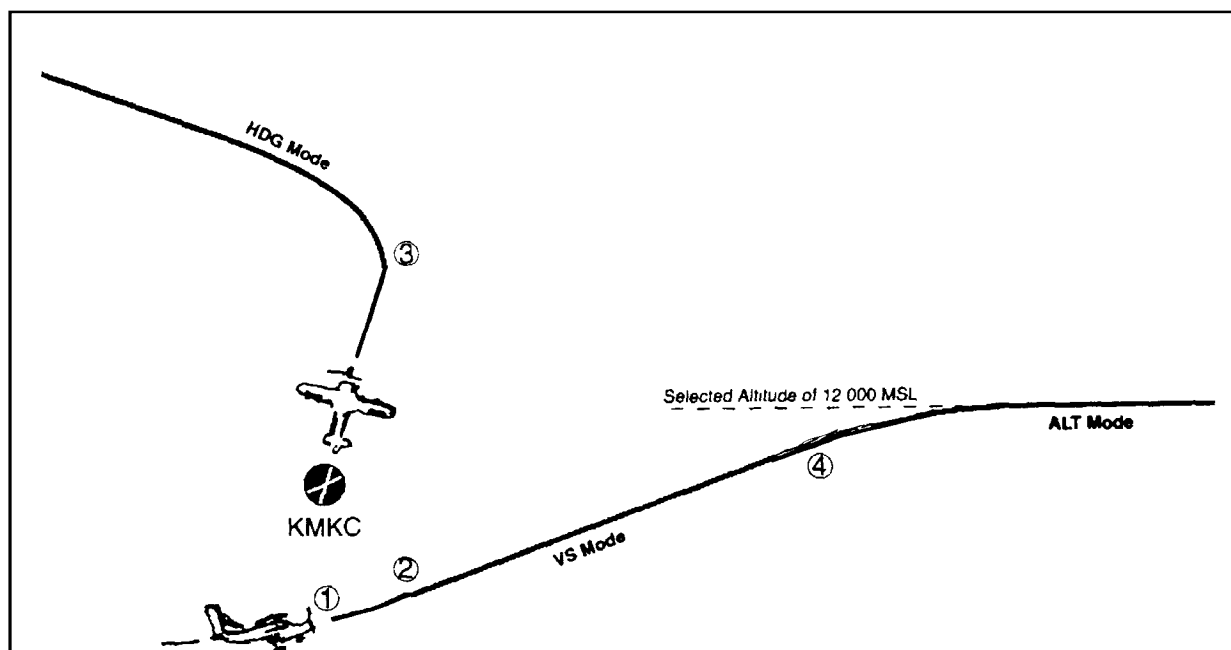 HDG Mode
③
Selected Altitude of 12 000 MSL
ALT Mode
④
KMKC
VS Mode
②
①